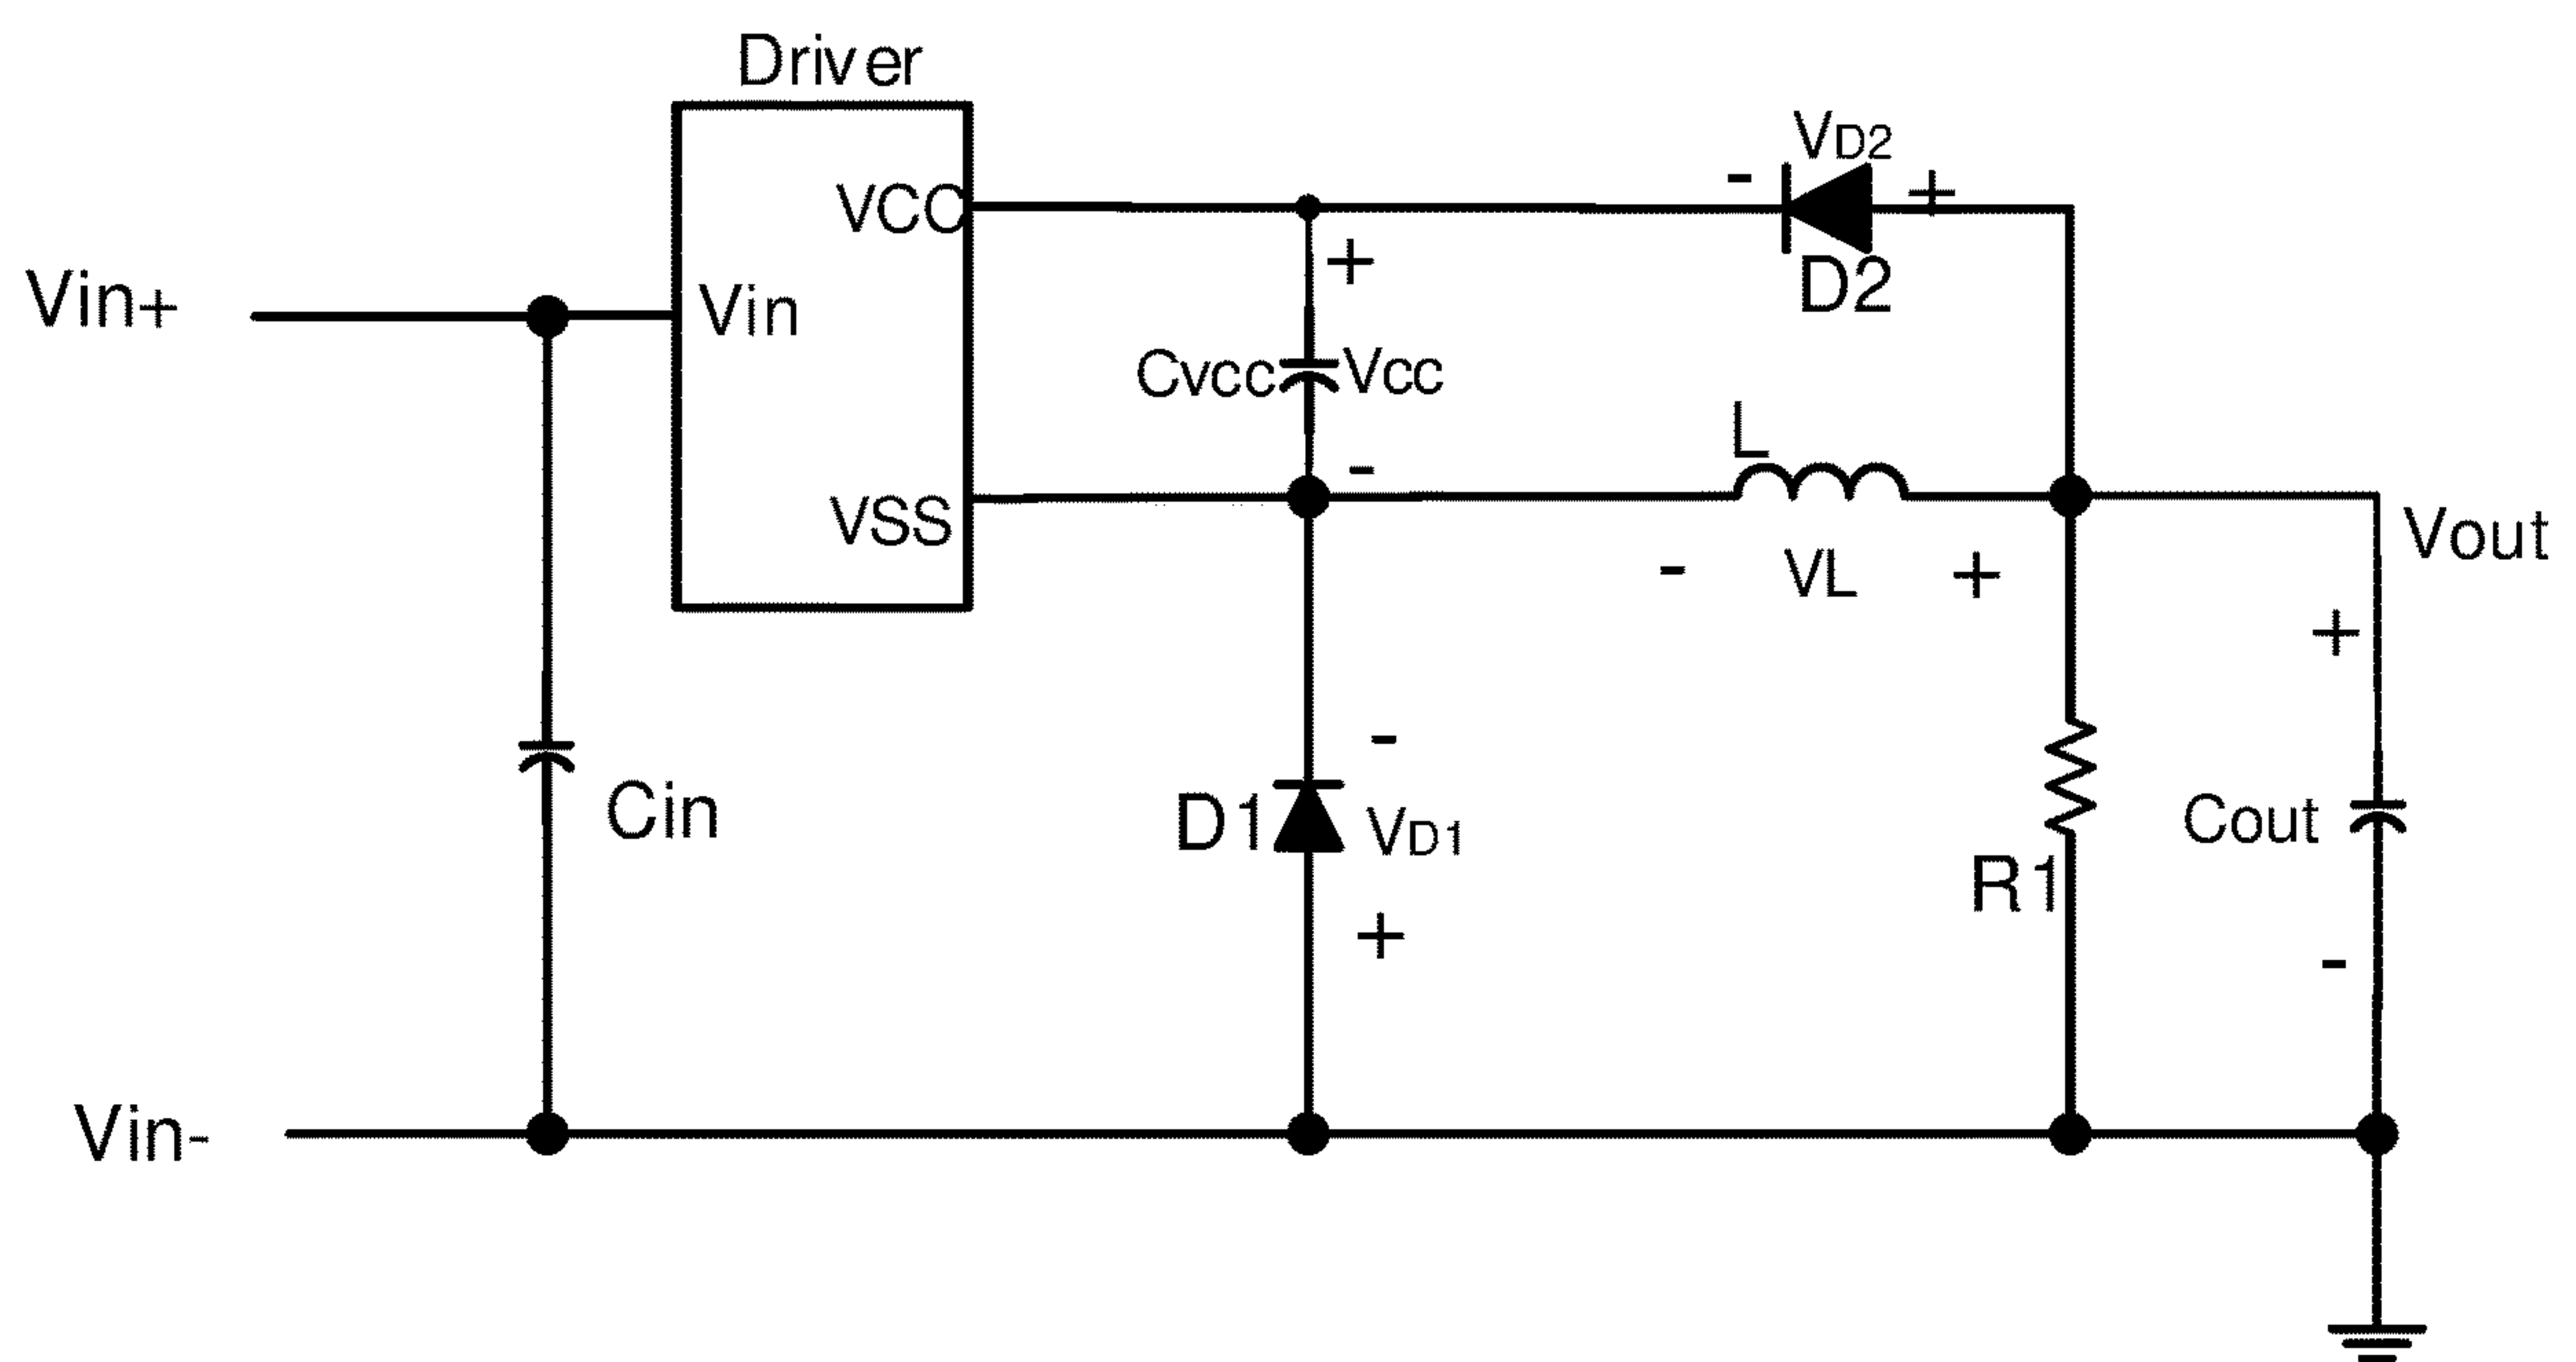 Driver
VD2
- +
VCC
Vin+
Vin
+
D2
Cvcc
Vcc
L
-
VSS
Vout
- VL +
+
-
Cin
D1
VD1
Cout
R1
+
-
Vin-